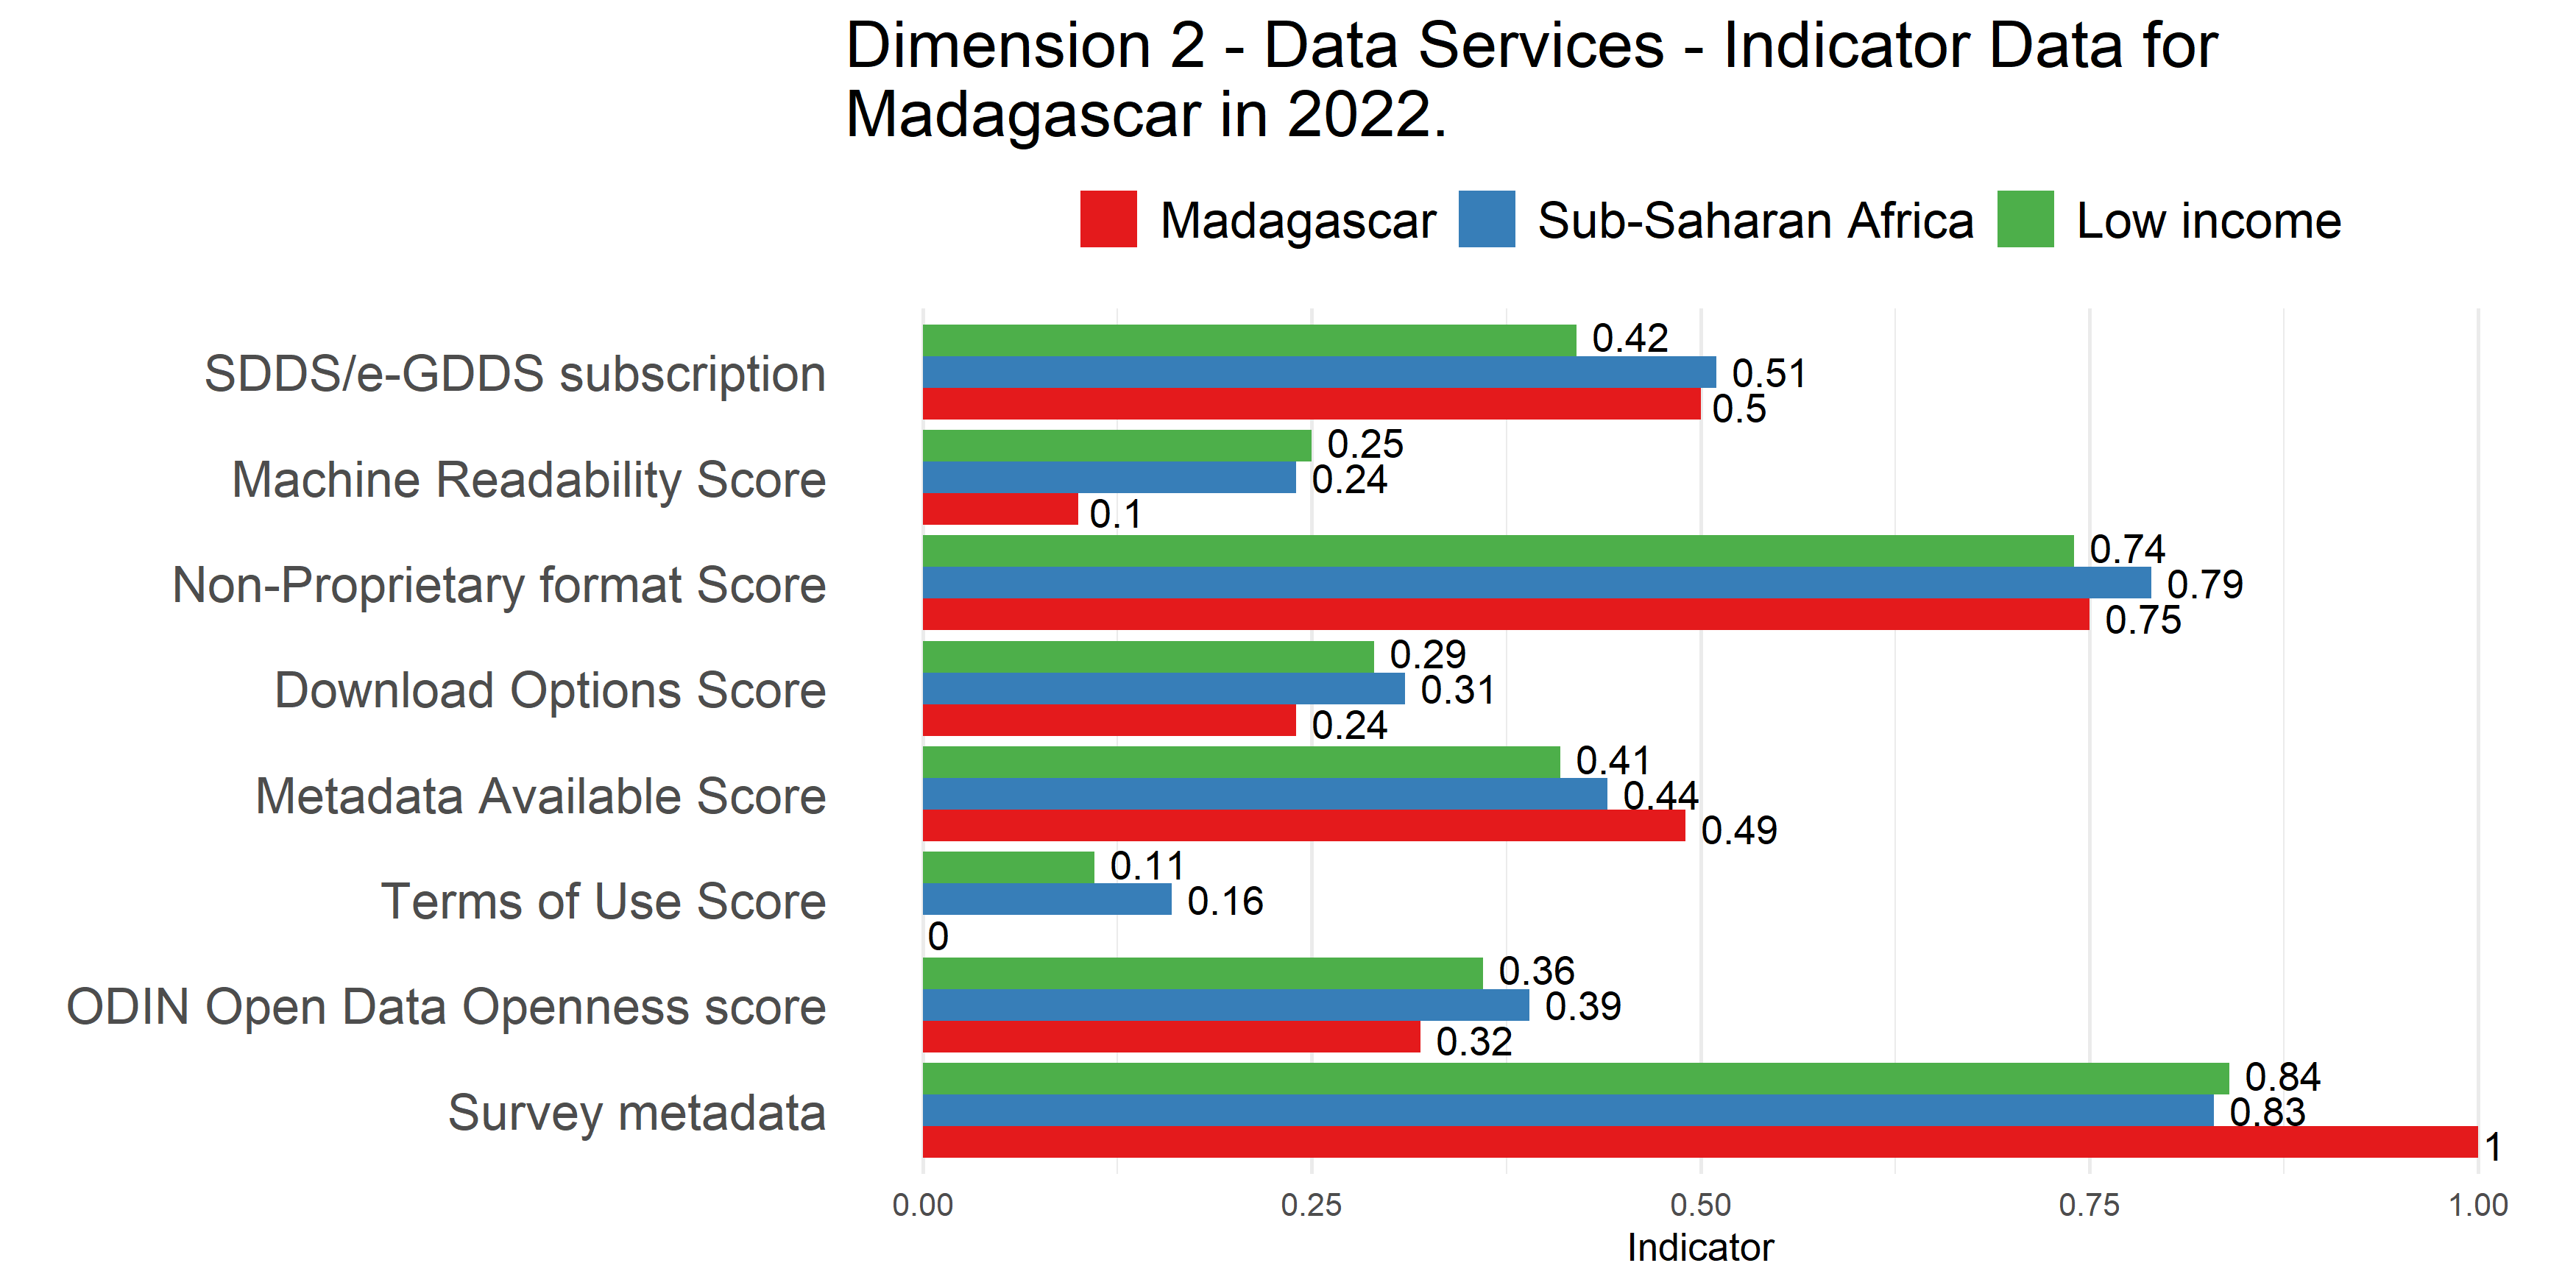 Dimension 2 - Data Services - Indicator Data for
Madagascar in 2022.
Madagascar Sub-Saharan Africa Low income
SDDS/e-GDDS subscription
0.42
0.51
0.5
Machine Readability Score
0.25
0.24
0.1
Non-Proprietary format Score
0.74
0.79
0.75
Download Options Score
0.29
0.31
0.24
Metadata Available Score
0.41
0.44
0.49
Terms of Use Score
0.11
0.16
0
ODIN Open Data Openness score
0.36
0.39
0.32
Survey metadata
0.84
0.83
1
0.00 0.25 0.50 0.75 1.00
Indicator